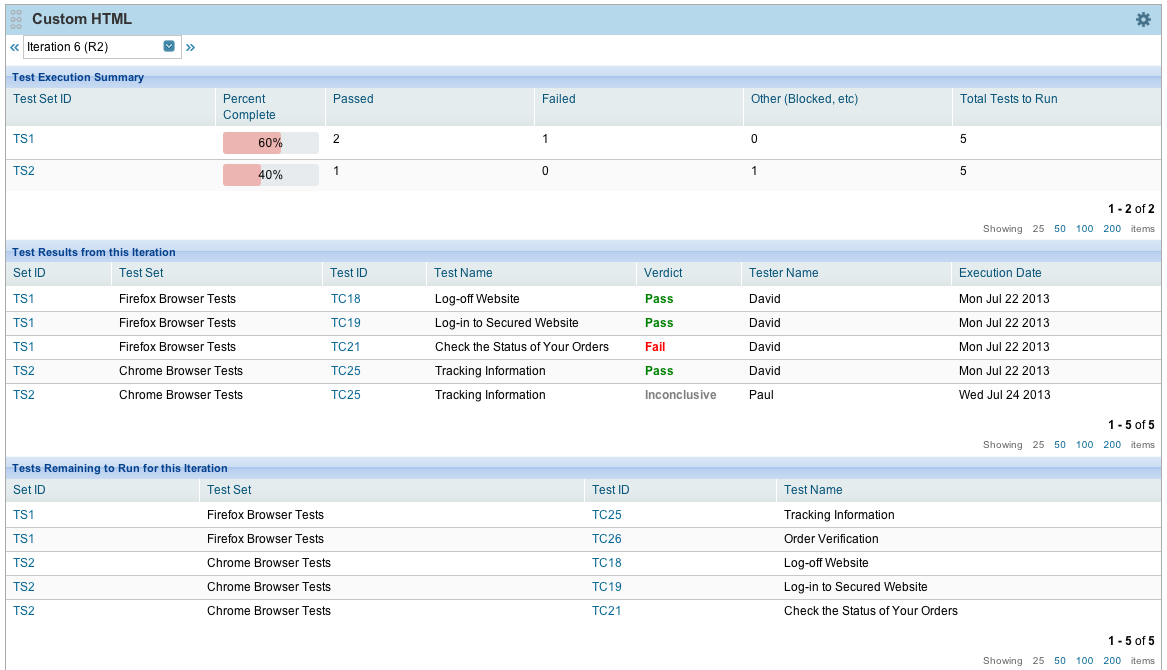 Custom HTML
« Iteration 6 (R2) »
Test Execution Summary
Test Set ID Percent Complete Passed Failed Other (Blocked, etc) Total Tests to Run
TS1 60% 2 1 0 5
TS2 40% 1 0 1 5
1 - 2 of 2
Showing 25 50 100 200 items
Test Results from this Iteration
Set ID Test Set Test ID Test Name Verdict Tester Name Execution Date
TS1 Firefox Browser Tests TC18 Log-off Website Pass David Mon Jul 22 2013
TS1 Firefox Browser Tests TC19 Log-in to Secured Website Pass David Mon Jul 22 2013
TS1 Firefox Browser Tests TC21 Check the Status of Your Orders Fail David Mon Jul 22 2013
TS2 Chrome Browser Tests TC25 Tracking Information Pass David Mon Jul 22 2013
TS2 Chrome Browser Tests TC25 Tracking Information Inconclusive Paul Wed Jul 24 2013
1 - 5 of 5
Showing 25 50 100 200 items
Tests Remaining to Run for this Iteration
Set ID Test Set Test ID Test Name
TS1 Firefox Browser Tests TC25 Tracking Information
TS1 Firefox Browser Tests TC26 Order Verification
TS2 Chrome Browser Tests TC18 Log-off Website
TS2 Chrome Browser Tests TC19 Log-in to Secured Website
TS2 Chrome Browser Tests TC21 Check the Status of Your Orders
1 - 5 of 5
Showing 25 50 100 200 items